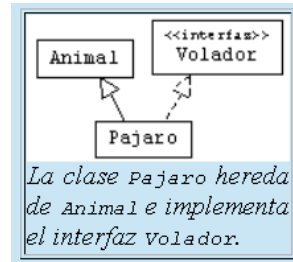 Animal
<<interfaz>>
Volador
Pajaro
La clase Pajaro hereda
de Animal e implementa
el interfaz Volador.